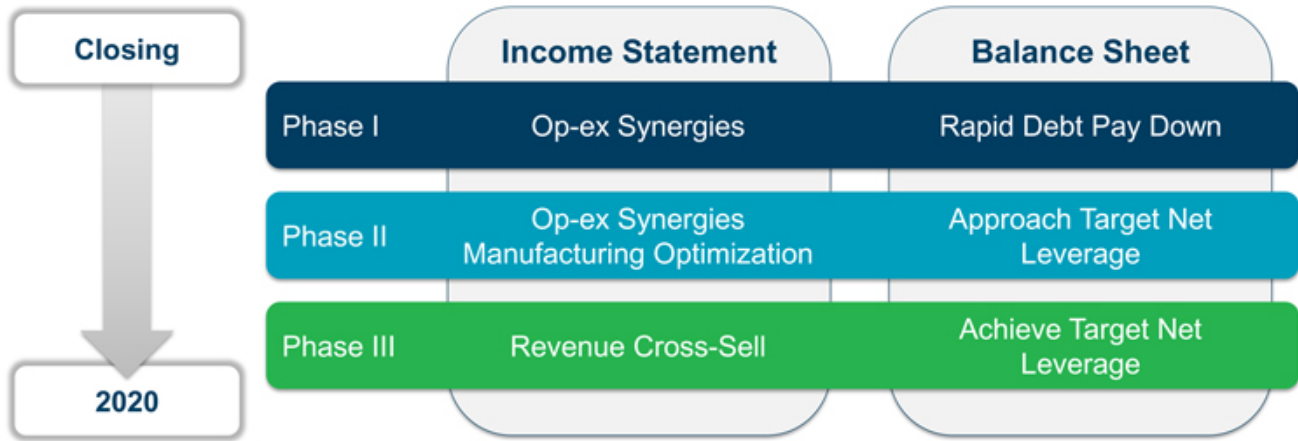 Closing
Income Statement
Balance Sheet
Phase I
Op-ex Synergies
Rapid Debt Pay Down
Phase II
Op-ex Synergies
Manufacturing Optimization
Approach Target Net
Leverage
Phase III
Revenue Cross-Sell
Achieve Target Net
Leverage
2020